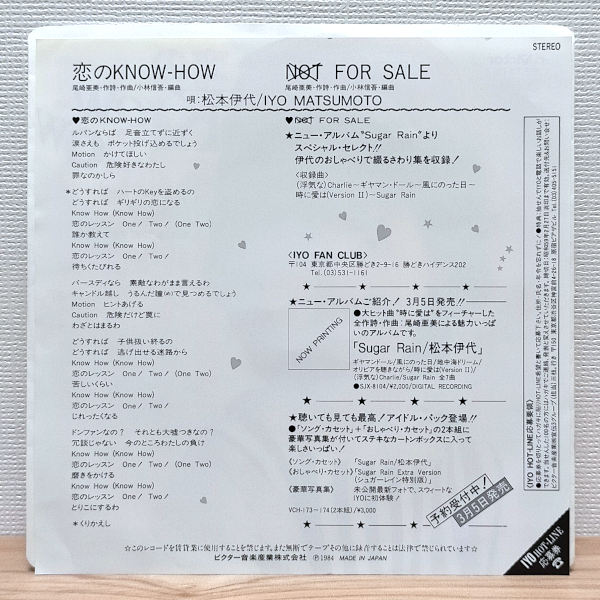 STEREO
恋のKNOW-HOW
尾崎亜美・作詩・作曲/小林信吾・編曲
NOT FOR SALE
尾崎亜美・作詩・作曲/小林信吾・編曲
唄:松本伊代/IYO MATSUMOTO
♥恋のKNOW-HOW
ルパンならば 足音立てずに近ずく
涙さえも ポケット投げ込めるでしょう
Motion かけてほしい
Caution 危険好きなわたし
罪なのかしら
*どうすれば ハートのKeyを盗めるの
どうすれば ギリギリの恋になる
Know How (Know How)
恋のレッスン One! Two! (One Two)
誰か教えて
Know How (Know How)
恋のレッスン One! Two!
待ちくたびれる
バースディなら 素敵なわがまま言えるわ
キャンドル越し うるんだ瞳(め)で見つめるでしょう
Motion ヒントあげる
Caution 危険だけど罠に
わざとはまるわ
どうすれば 子供扱い終るの
どうすれば 逃げ出せる迷路から
Know How (Know How)
恋のレッスン One! Two! (One Two)
苦しいくらい
Know How (Know How)
恋のレッスン One! Two!
じれったくなる
ドンファンなの? それとも大嘘つきなの?
冗談じゃない 今のところわたしの負け
Know How (Know How)
恋のレッスン One! Two! (One Two)
磨きをかける
Know How (Know How)
恋のレッスン One! Two!
とりこにするわ
*くりかえし
♥NOT FOR SALE
★ニュー・アルバム"Sugar Rain"より
スペシャル・セレクト!!
伊代のおしゃべりで綴るさわり集を収録!
〈収録曲〉
(浮気な)Charlie〜ギヤマン・ドール〜風にのった日〜
時に愛は(Version II)〜Sugar Rain
〈IYO FAN CLUB〉
〒104 東京都中央区勝どき2-9-16 勝どきハイデンス202
Tel.(03)531-1161
★ニュー・アルバムご紹介! 3月5日発売!!
NOW PRINTING
●大ヒット曲"時に愛は"をフィーチャーした
全作詩・作曲:尾崎亜美による魅力いっぱ
いのアルバムです。
「Sugar Rain/松本伊代」
ギヤマンドール/風にのった日/地中海ドリーム/
オリビアを聴きながら/時に愛は(Version II)/
(浮気な)Charlie/Sugar Rain 全7曲
●SJX-8104/¥2,000/DIGITAL RECORDING
★聴いても見ても最高!アイドル・パック登場!!
●「ソング・カセット」+「おしゃべり・カセット」の2本組に
豪華写真集が付いてステキなカートンボックスに入って
楽しさいっぱい!
〈ソング・カセット〉「Sugar Rain/松本伊代」
〈おしゃべり・カセット〉「Sugar Rain Extra Version
(シュガーレイン特別版)」
〈豪華写真集〉 未公開最新フォトで、スウィートな
IYOに初体験!
VCH-173〜174(2本組)/¥3,000
予約受付中!
3月5日発売
☆このレコードを賃貸業に使用することを禁じます。また無断でテープその他に録音することは法律で禁じられています。
ビクター音楽産業株式会社 Ⓟ1984 MADE IN JAPAN
〈IYO HOT-LINE応募要領〉
IYO HOT-LINE
応募券